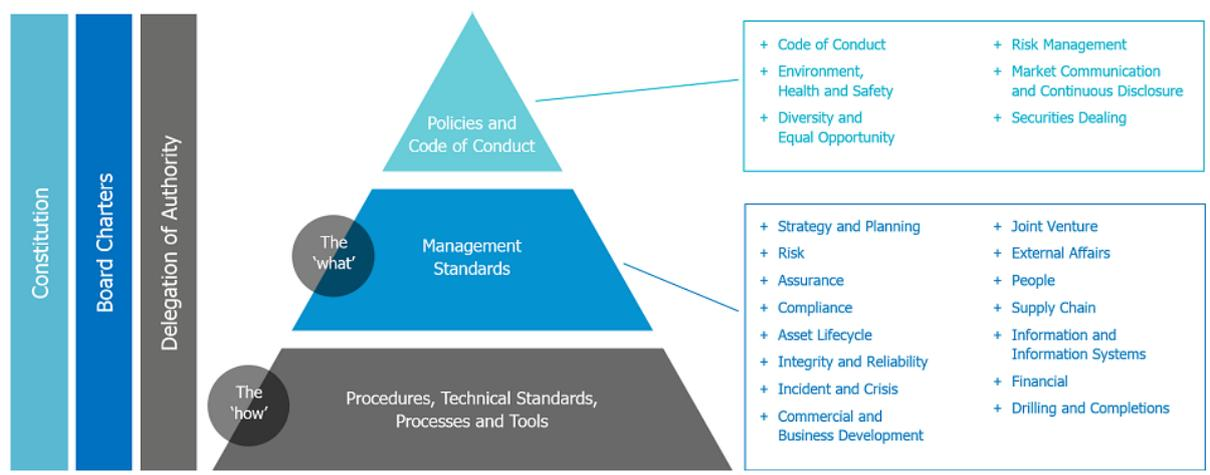 Constitution
Board Charters
Delegation of Authority
Policies and
Code of Conduct
The
‘what’
Management
Standards
The
‘how’
Procedures, Technical Standards,
Processes and Tools
+ Code of Conduct
+ Environment,
Health and Safety
+ Diversity and
Equal Opportunity
+ Risk Management
+ Market Communication
and Continuous Disclosure
+ Securities Dealing
+ Strategy and Planning
+ Risk
+ Assurance
+ Compliance
+ Asset Lifecycle
+ Integrity and Reliability
+ Incident and Crisis
+ Commercial and
Business Development
+ Joint Venture
+ External Affairs
+ People
+ Supply Chain
+ Information and
Information Systems
+ Financial
+ Drilling and Completions